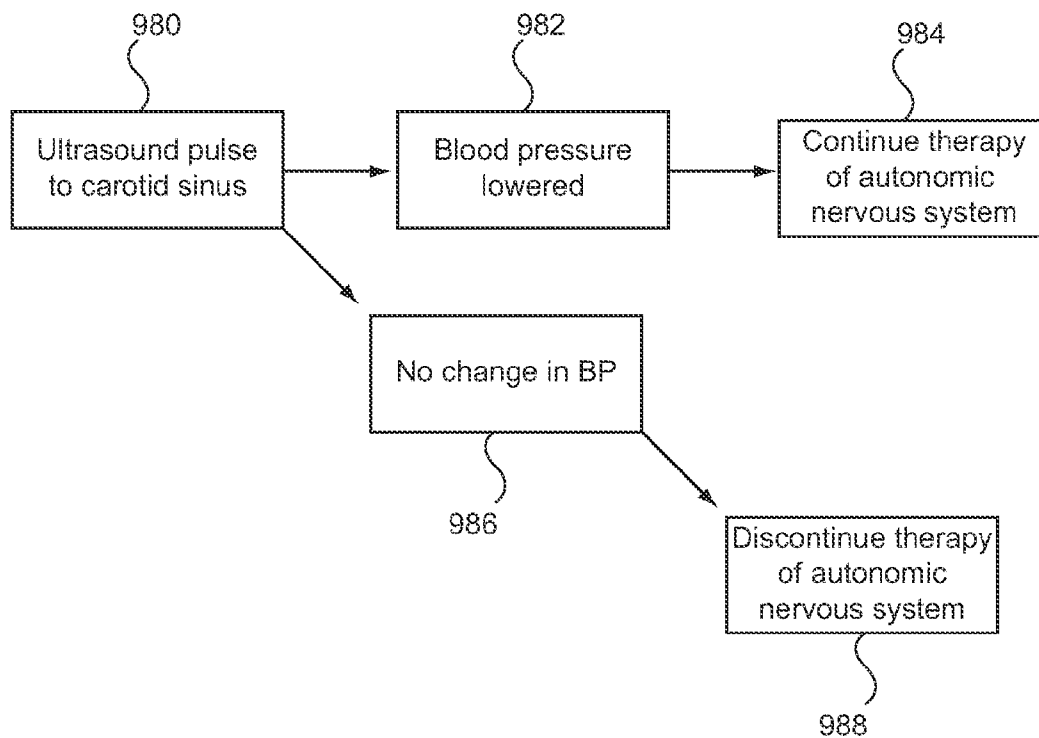 980
982
984
Ultrasound pulse
to carotid sinus
Blood pressure
lowered
Continue therapy
of autonomic
nervous system
No change in BP
986
Discontinue therapy
of autonomic
nervous system
988